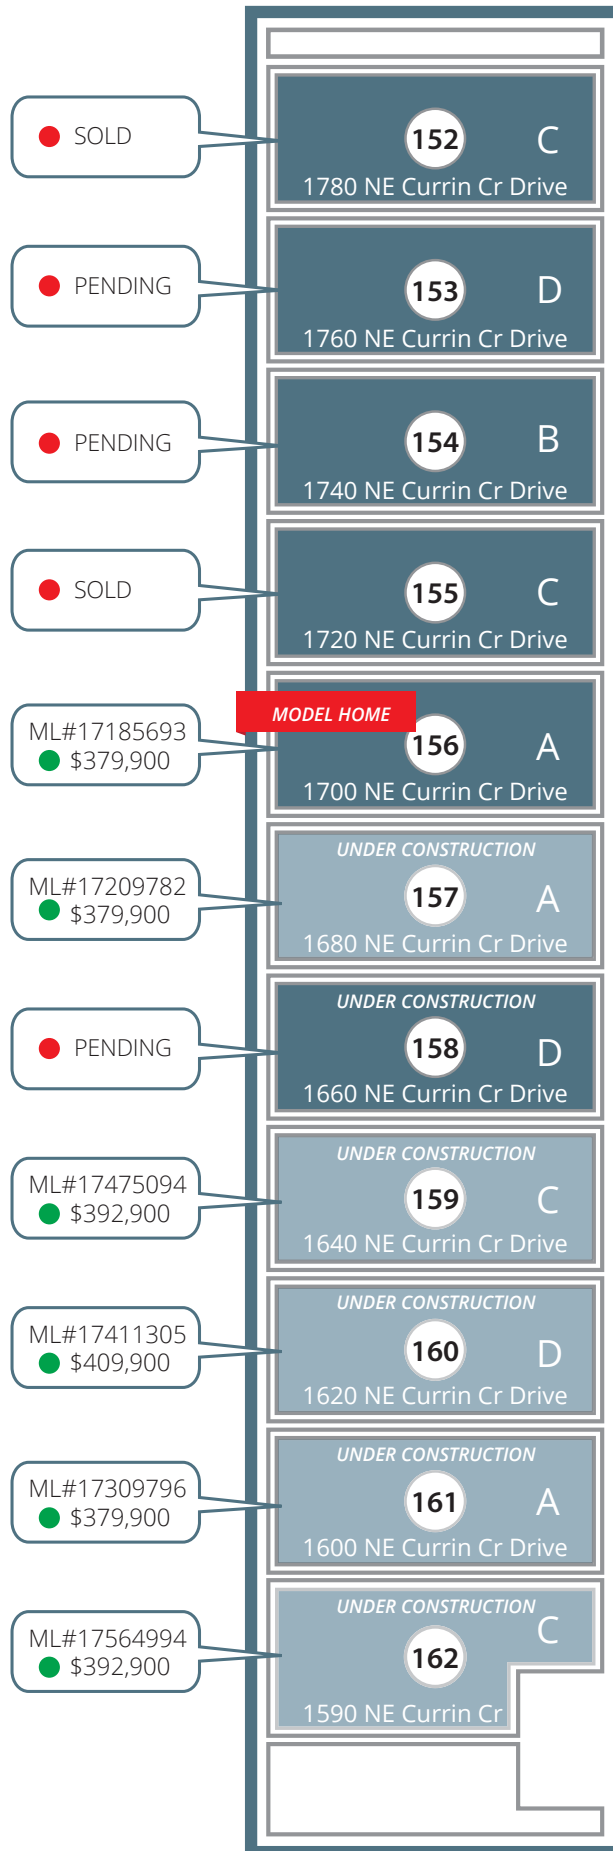 SOLD
152 C
1780 NE Currin Cr Drive
PENDING
153 D
1760 NE Currin Cr Drive
PENDING
154 B
1740 NE Currin Cr Drive
SOLD
155 C
1720 NE Currin Cr Drive
ML#17185693
$379,900
MODEL HOME
156 A
1700 NE Currin Cr Drive
ML#17209782
$379,900
UNDER CONSTRUCTION
157 A
1680 NE Currin Cr Drive
PENDING
UNDER CONSTRUCTION
158 D
1660 NE Currin Cr Drive
ML#17475094
$392,900
UNDER CONSTRUCTION
159 C
1640 NE Currin Cr Drive
ML#17411305
$409,900
UNDER CONSTRUCTION
160 D
1620 NE Currin Cr Drive
ML#17309796
$379,900
UNDER CONSTRUCTION
161 A
1600 NE Currin Cr Drive
ML#17564994
$392,900
UNDER CONSTRUCTION
162 C
1590 NE Currin Cr